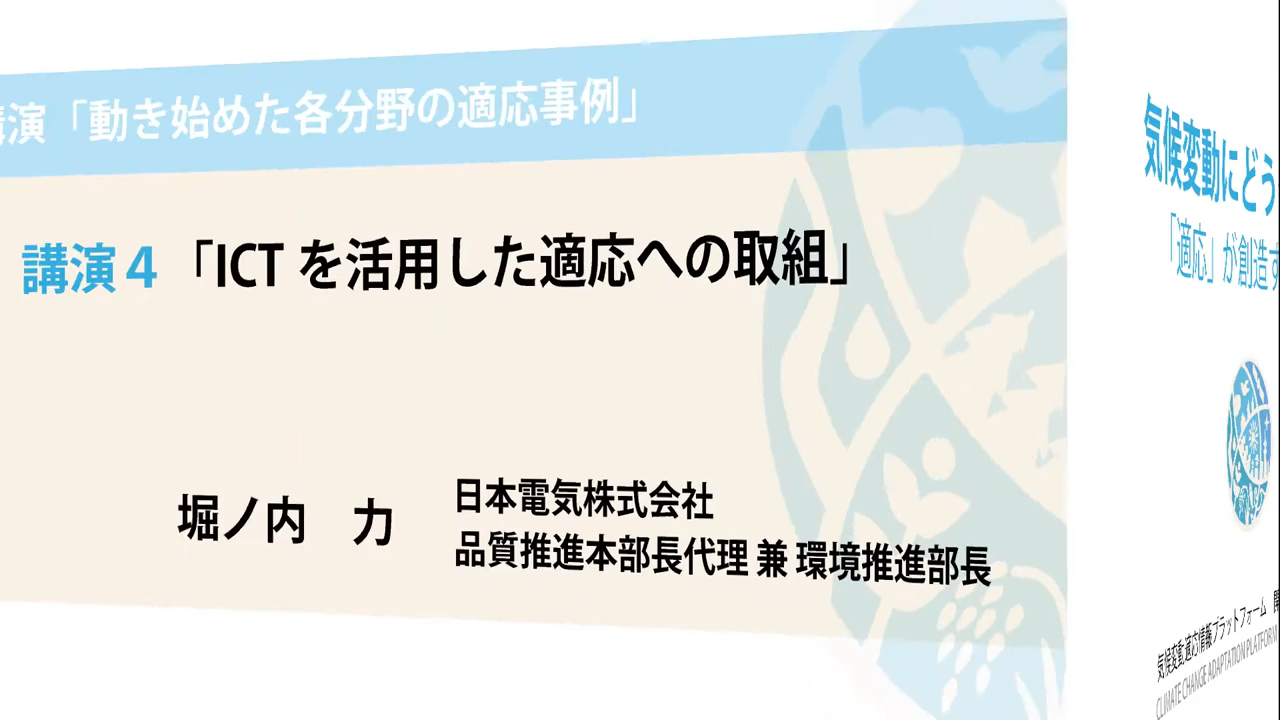 講演「動き始めた各分野の適応事例」
講演4「ICTを活用した適応への取組」
堀ノ内 力
日本電気株式会社
品質推進本部長代理 兼 環境推進部長
気候変動にどう
「適応」が創造す
気候変動適応情報プラットフォーム 開
CLIMATE CHANGE ADAPTATION PLATFORM